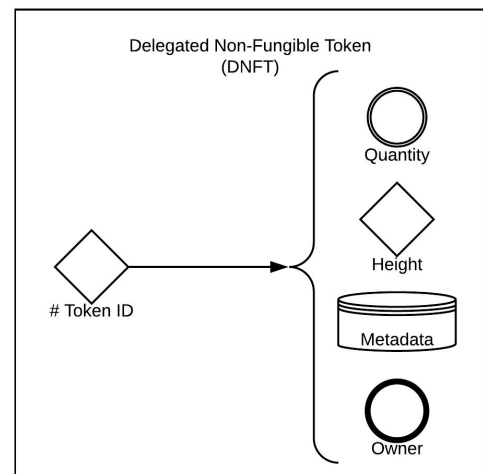 Delegated Non-Fungible Token
(DNFT)
Quantity
Height
# Token ID
Metadata
Owner